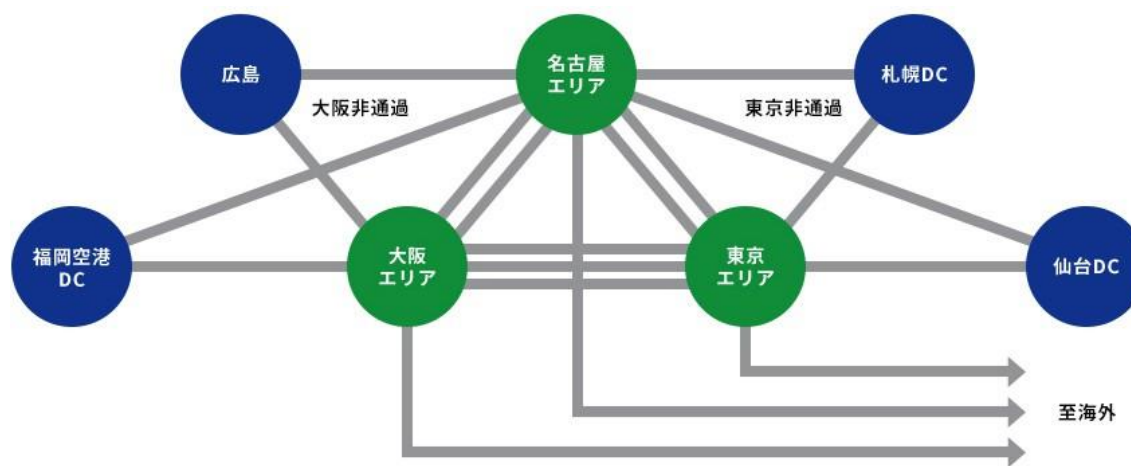 広島
名古屋
エリア
札幌DC
大阪非通過
東京非通過
福岡空港
DC
大阪
エリア
東京
エリア
仙台DC
至海外